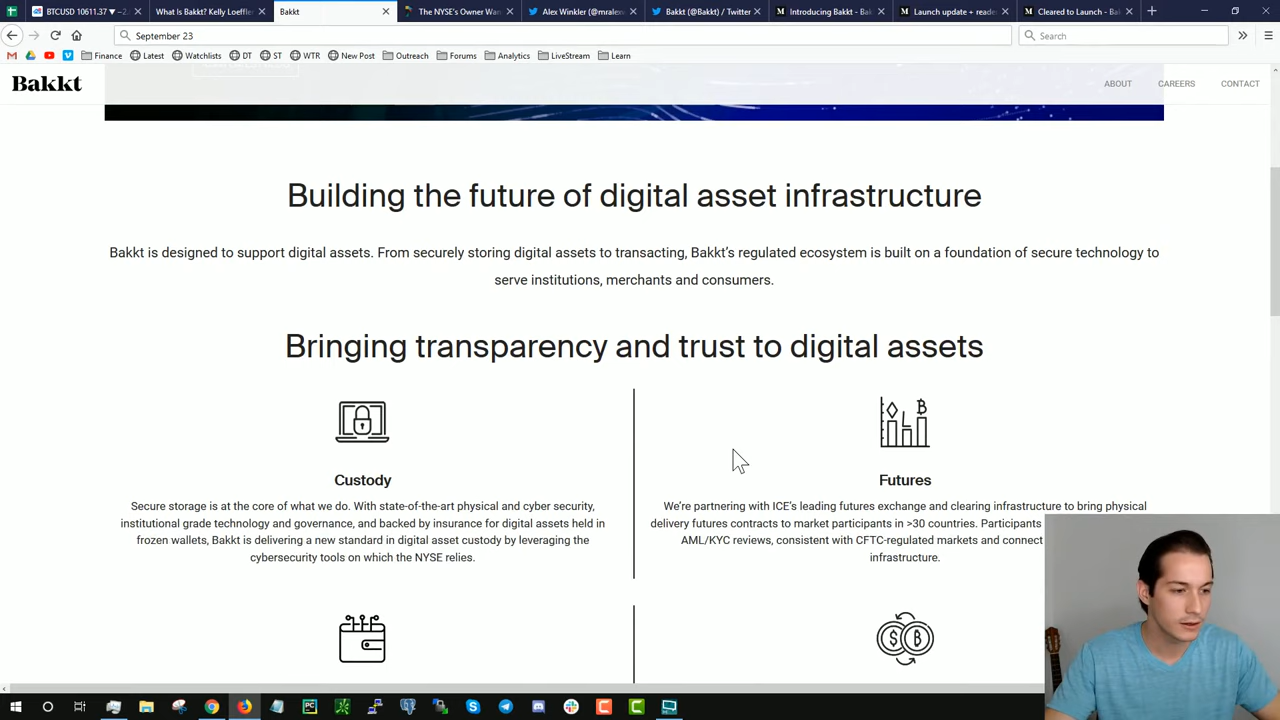 BTCUSD 10611.37 ▼ −2.
What Is Bakkt? Kelly Loeffler
Bakkt
The NYSE's Owner Wan
Alex Winkler (@mralexw
Bakkt (@Bakkt) / Twitter
Introducing Bakkt - Bak
Launch update + reade
Cleared to Launch - Bak
September 23
Search
Finance
Latest
Watchlists
DT
ST
WTR
New Post
Outreach
Forums
Analytics
LiveStream
Learn
Bakkt
ABOUT
CAREERS
CONTACT
Building the future of digital asset infrastructure
Bakkt is designed to support digital assets. From securely storing digital assets to transacting, Bakkt’s regulated ecosystem is built on a foundation of secure technology to
serve institutions, merchants and consumers.
Bringing transparency and trust to digital assets
Custody
Secure storage is at the core of what we do. With state-of-the-art physical and cyber security,
institutional grade technology and governance, and backed by insurance for digital assets held in
frozen wallets, Bakkt is delivering a new standard in digital asset custody by leveraging the
cybersecurity tools on which the NYSE relies.
Futures
We’re partnering with ICE’s leading futures exchange and clearing infrastructure to bring physical
delivery futures contracts to market participants in >30 countries. Participants
AML/KYC reviews, consistent with CFTC-regulated markets and connect
infrastructure.